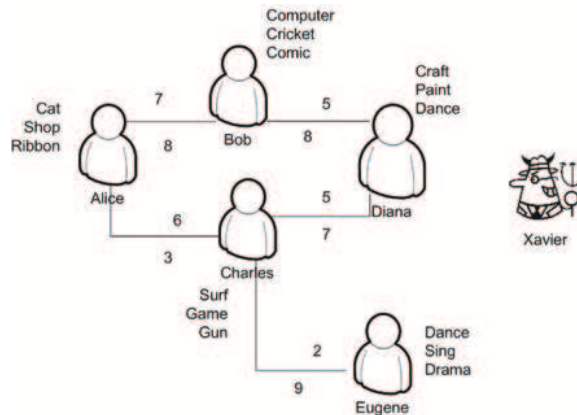 Computer
Cricket
Comic
Craft
Paint
Dance
Cat
Shop
Ribbon
7
5
8
Bob
8
Alice
Diana
Xavier
6
5
3
7
Charles
Surf
Game
Gun
2
9
Dance
Sing
Drama
Eugene